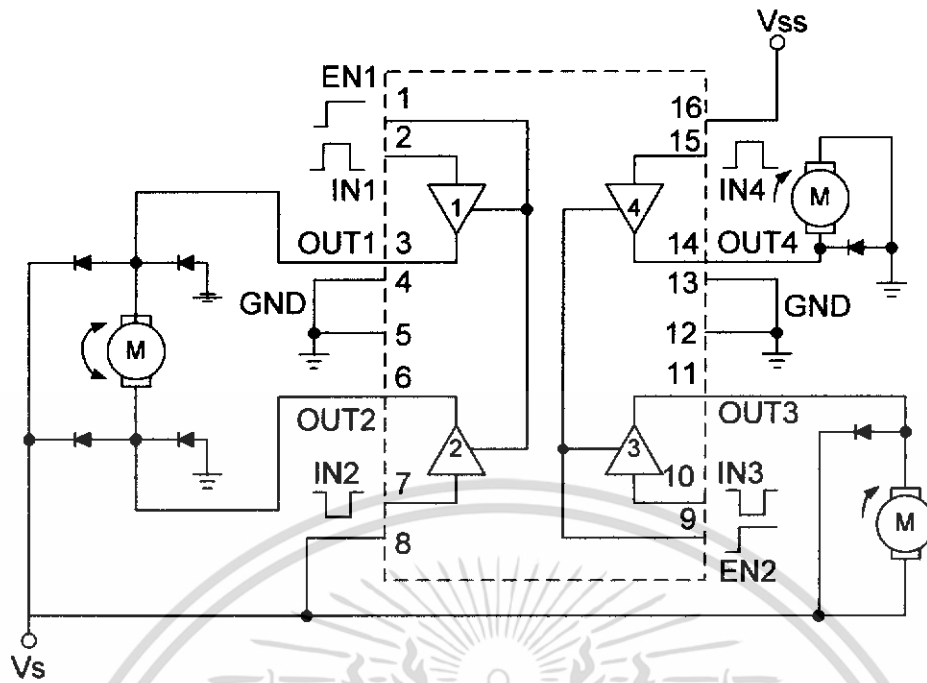 Vss
EN1
1
16
2
15
IN1
IN4
M
1
4
OUT1
3
14
OUT4
4
13
GND
GND
M
5
12
6
11
OUT2
OUT3
2
3
IN2
7
10
IN3
8
9
M
EN2
Vs